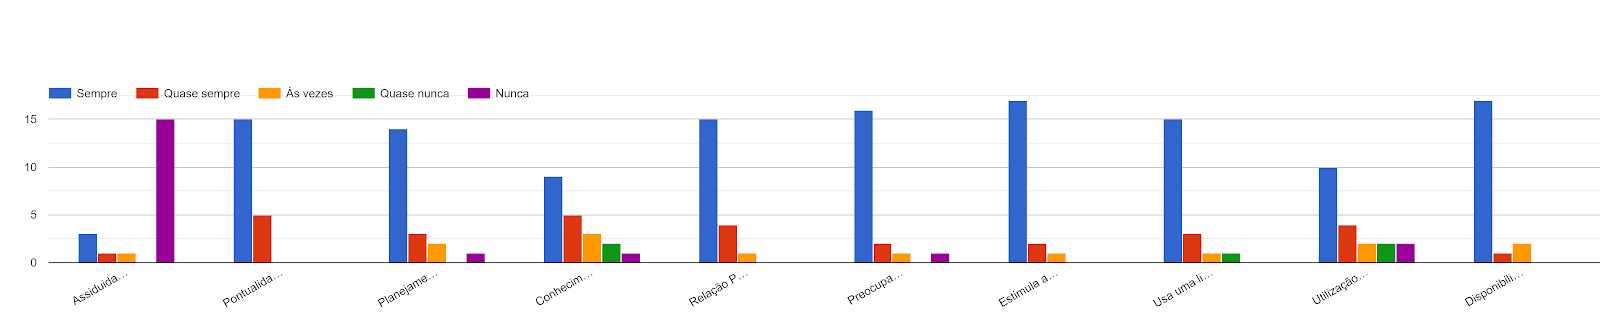 Sempre Quase sempre Às vezes Quase nunca Nunca
15
10
5
0
Assiduida…
Pontualida…
Planejame…
Conhecim…
Relação P…
Preocupa…
Estimula a…
Usa uma li…
Utilização…
Disponibili…